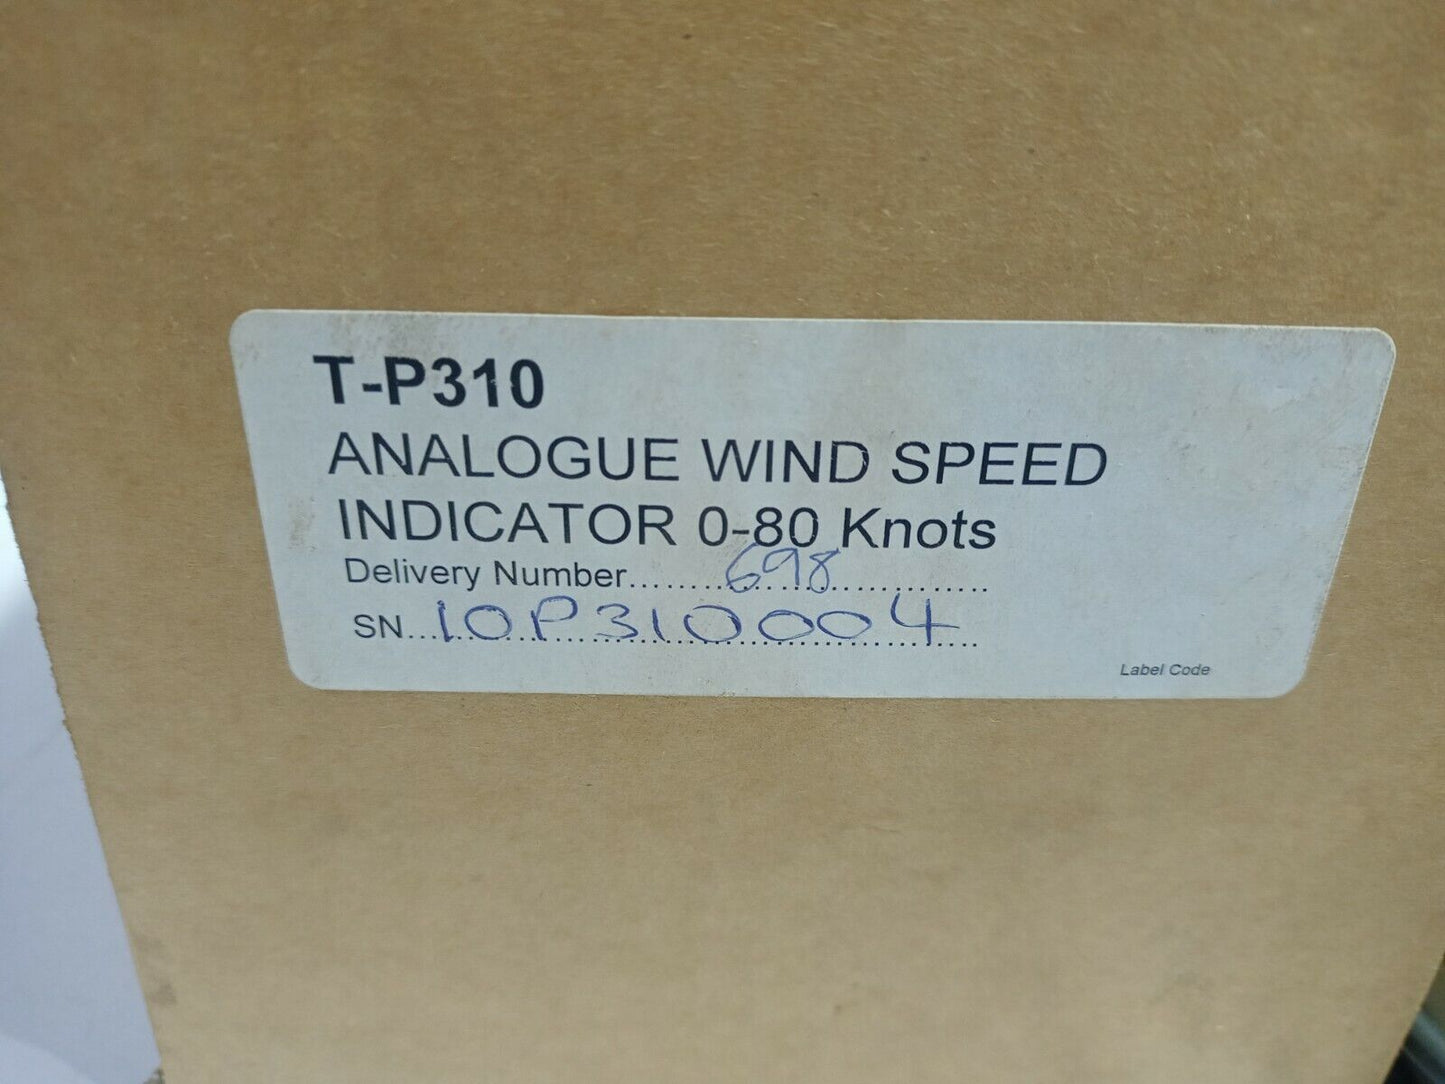 T-P310
ANALOGUE WIND SPEED
INDICATOR 0-80 Knots
Delivery Number........698....................
SN...10P310004...
Label Code